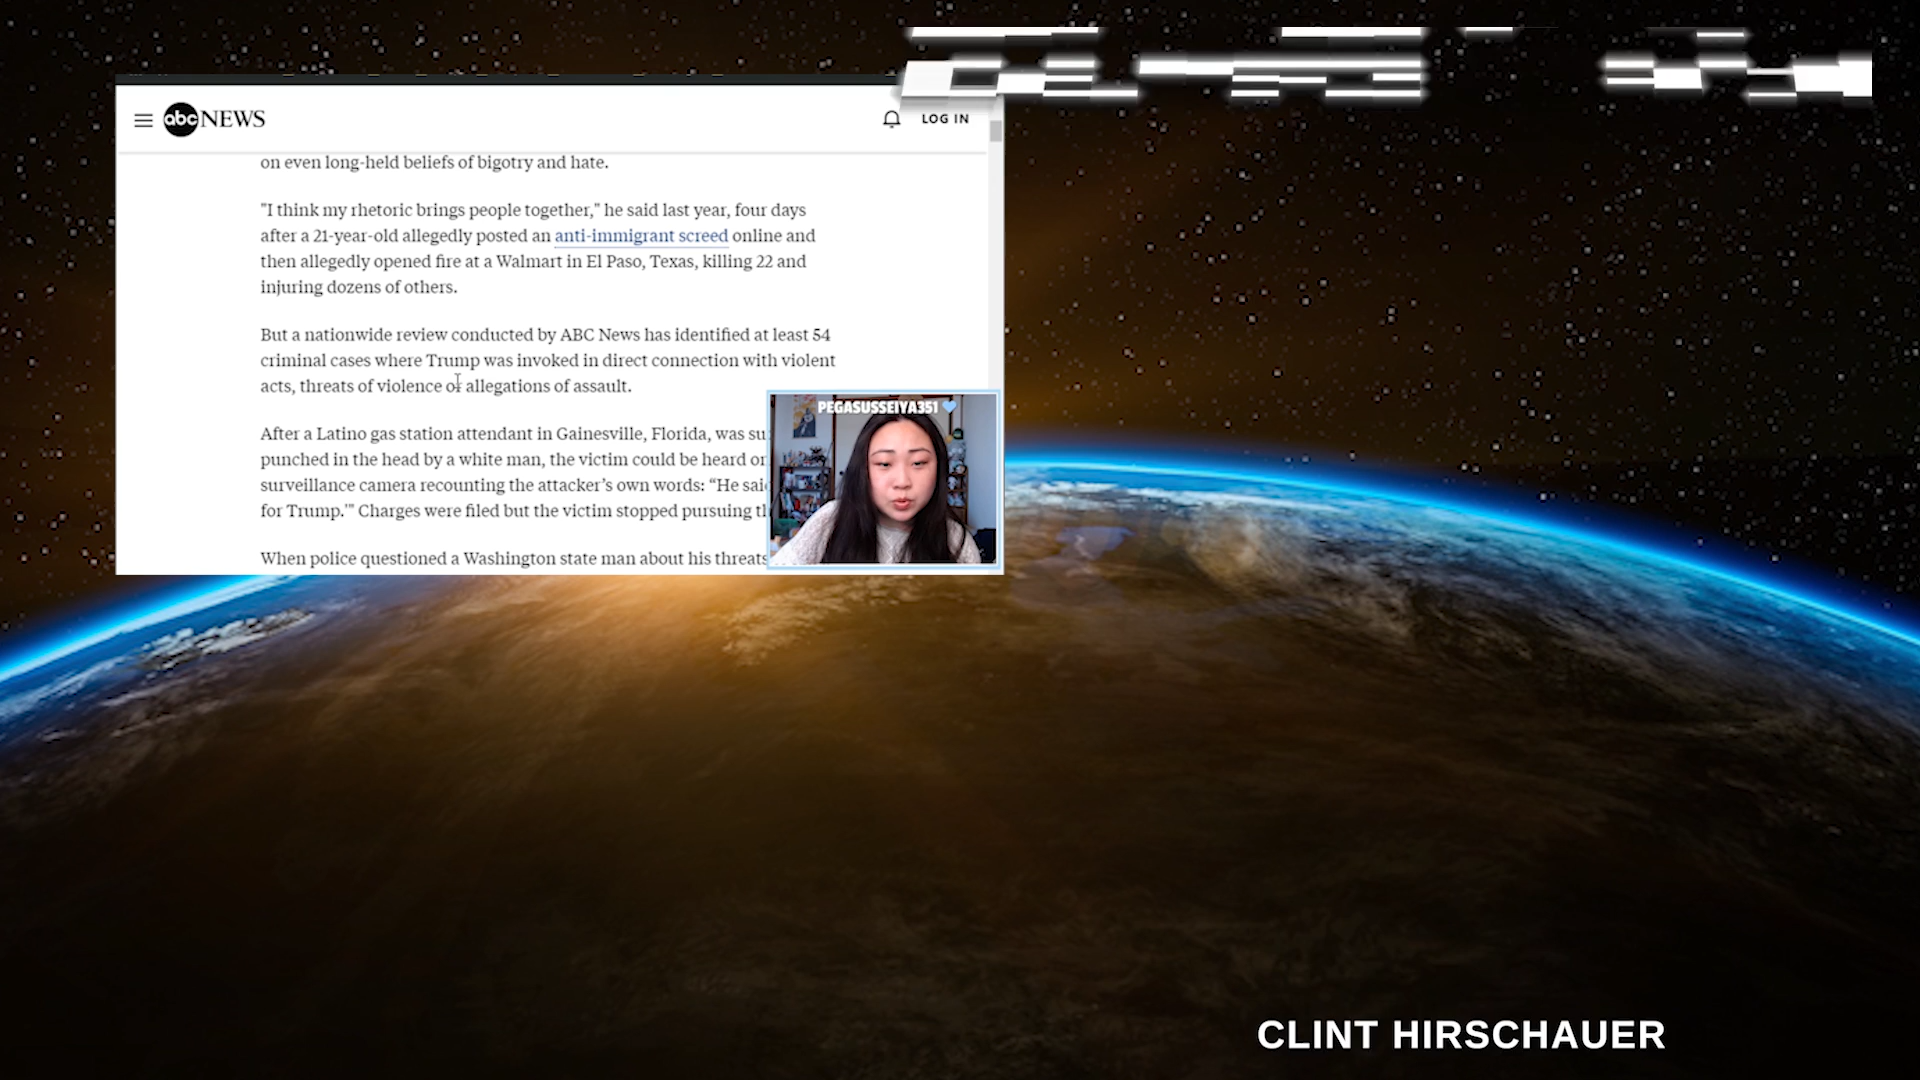 abc NEWS
LOG IN
on even long-held beliefs of bigotry and hate.
"I think my rhetoric brings people together," he said last year, four days
after a 21-year-old allegedly posted an anti-immigrant screed online and
then allegedly opened fire at a Walmart in El Paso, Texas, killing 22 and
injuring dozens of others.
But a nationwide review conducted by ABC News has identified at least 54
criminal cases where Trump was invoked in direct connection with violent
acts, threats of violence or allegations of assault.
After a Latino gas station attendant in Gainesville, Florida, was
punched in the head by a white man, the victim could be heard
surveillance camera recounting the attacker's own words: "He
for Trump.'" Charges were filed but the victim stopped pursuing
When police questioned a Washington state man about his threats
PEGASUSSEIYA351
CLINT HIRSCHAUER